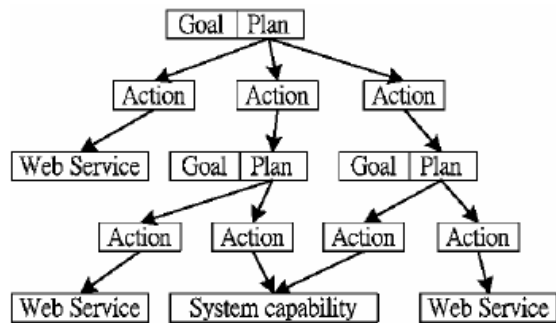 Goal Plan
Action Action Action
Web Service Goal Plan Goal Plan
Action Action Action Action
Web Service System capability Web Service